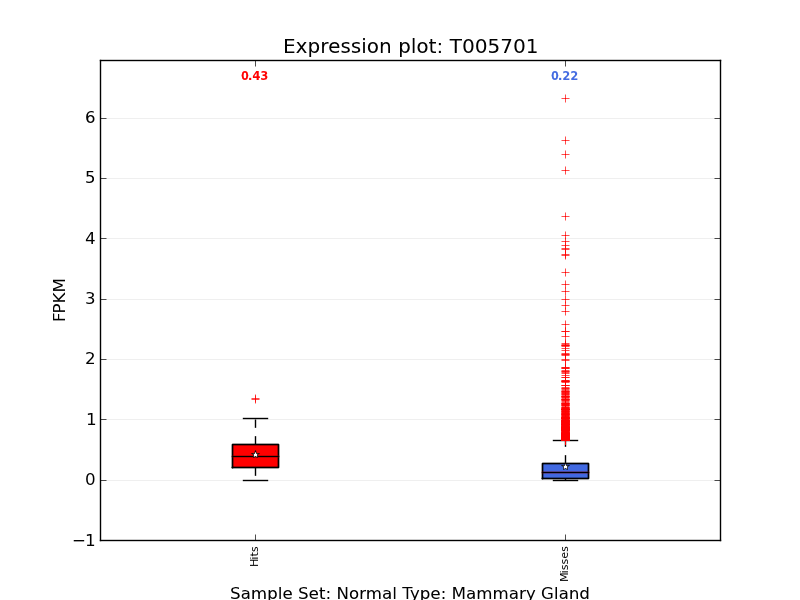 Expression plot: T005701
0.43 0.22
6
5
4
3
2
1
0
−1
FPKM
Hits Misses
Sample Set: Normal Type: Mammary Gland